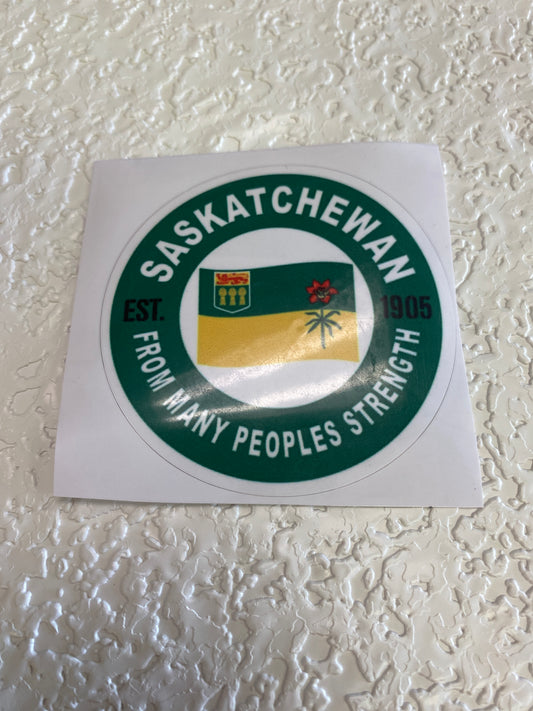 SASKATCHEWAN
EST. 1905
FROM MANY PEOPLES STRENGTH